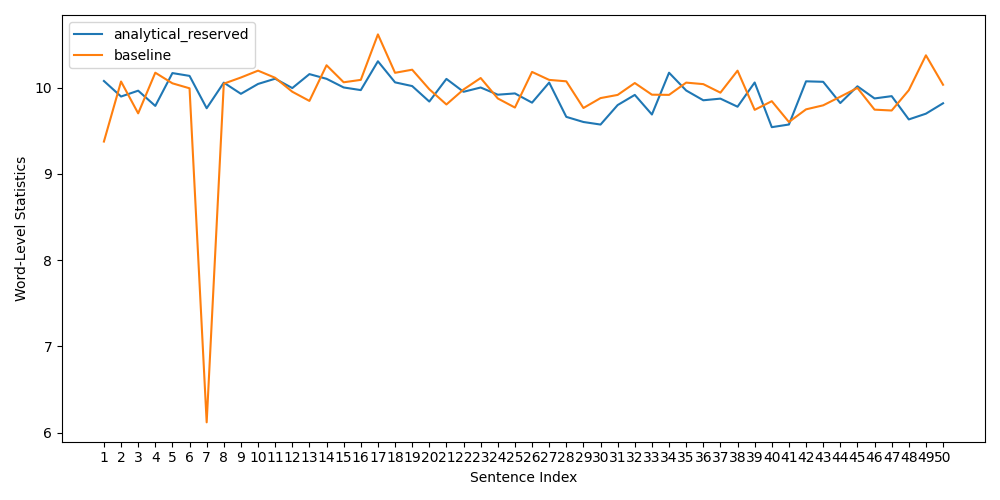 analytical_reserved
baseline
Word-Level Statistics
10
9
8
7
6
1 2 3 4 5 6 7 8 9 10 11 12 13 14 15 16 17 18 19 20 21 22 23 24 25 26 27 28 29 30 31 32 33 34 35 36 37 38 39 40 41 42 43 44 45 46 47 48 49 50
Sentence Index